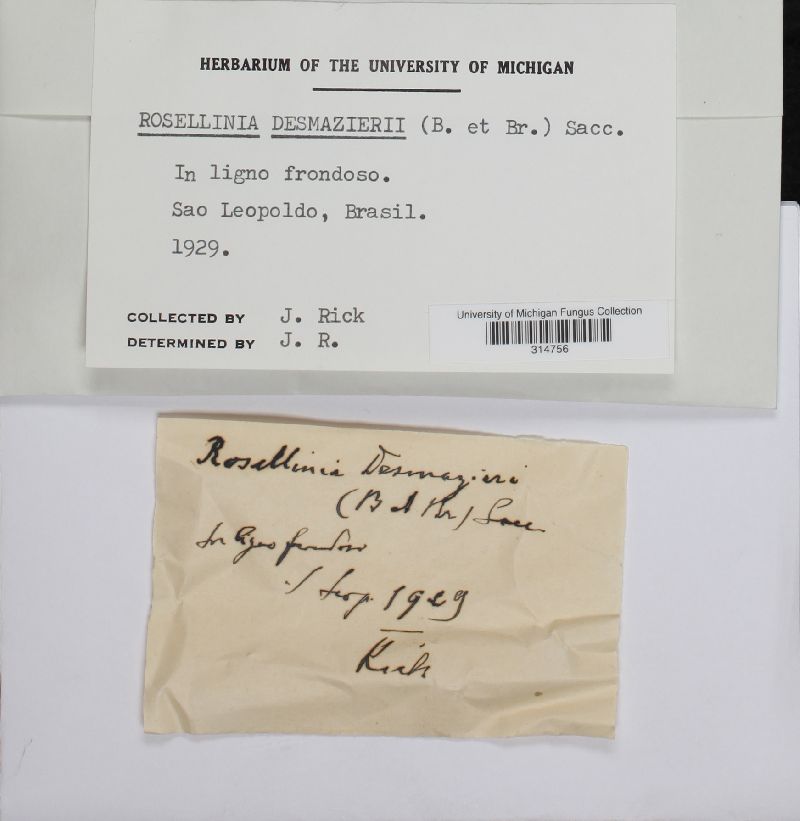 HERBARIUM OF THE UNIVERSITY OF MICHIGAN
ROSELLINIA DESMAZIERII (B. et Br.) Sacc.
In ligno frondoso.
Sao Leopoldo, Brasil.
1929.
COLLECTED BY J. Rick
DETERMINED BY J. R.
University of Michigan Fungus Collection
314756
Rosellinia Desmazieri
(B et Br) Sacc
In ligno frondoso
S Leop. 1929
Rick